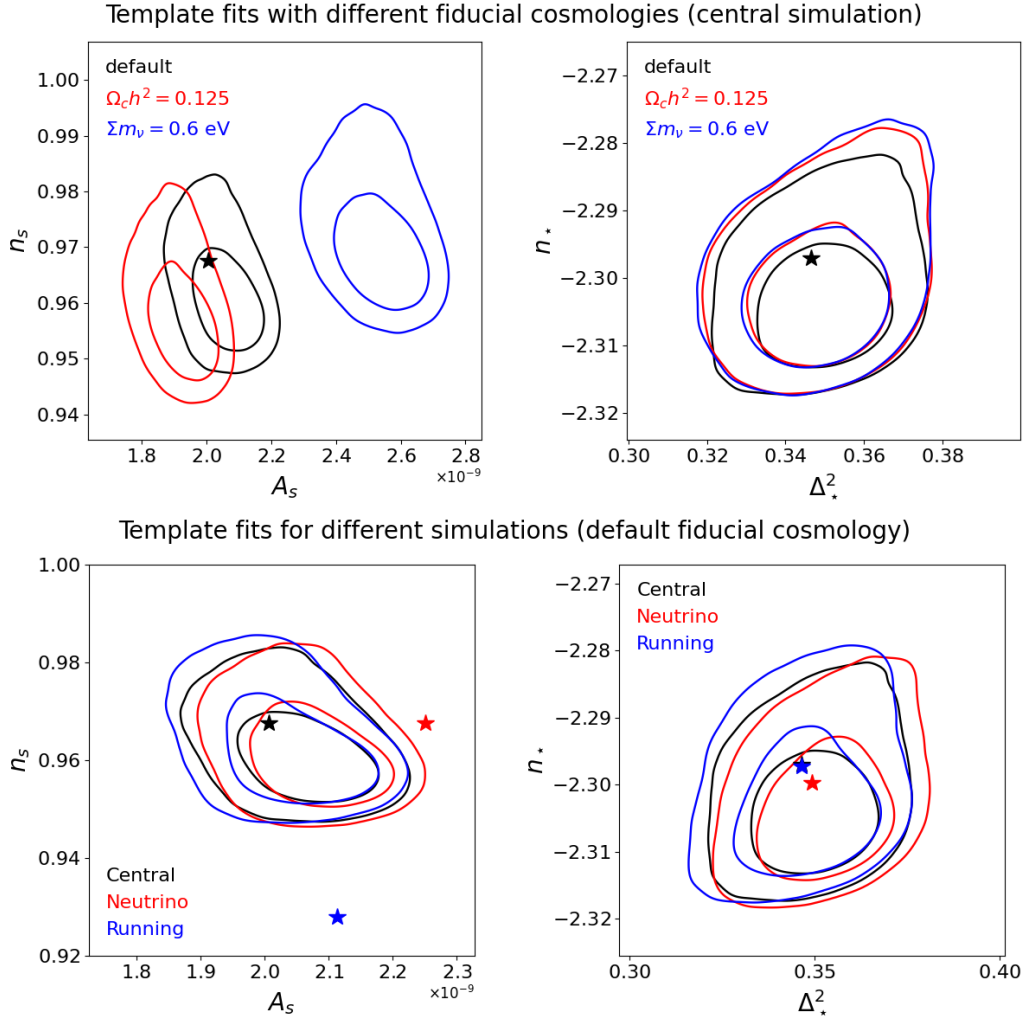 Template fits with different fiducial cosmologies (central simulation)
default
Ω_c h² = 0.125
Σm_ν = 0.6 eV
1.00
0.99
0.98
0.97
0.96
0.95
0.94
n_s
1.8 2.0 2.2 2.4 2.6 2.8
×10⁻⁹
A_s
default
Ω_c h² = 0.125
Σm_ν = 0.6 eV
−2.27
−2.28
−2.29
−2.30
−2.31
−2.32
n_⋆
0.30 0.32 0.34 0.36 0.38
Δ²_⋆
Template fits for different simulations (default fiducial cosmology)
1.00
0.98
0.96
0.94
0.92
n_s
Central
Neutrino
Running
1.8 1.9 2.0 2.1 2.2 2.3
×10⁻⁹
A_s
Central
Neutrino
Running
−2.27
−2.28
−2.29
−2.30
−2.31
−2.32
n_⋆
0.30 0.35 0.40
Δ²_⋆